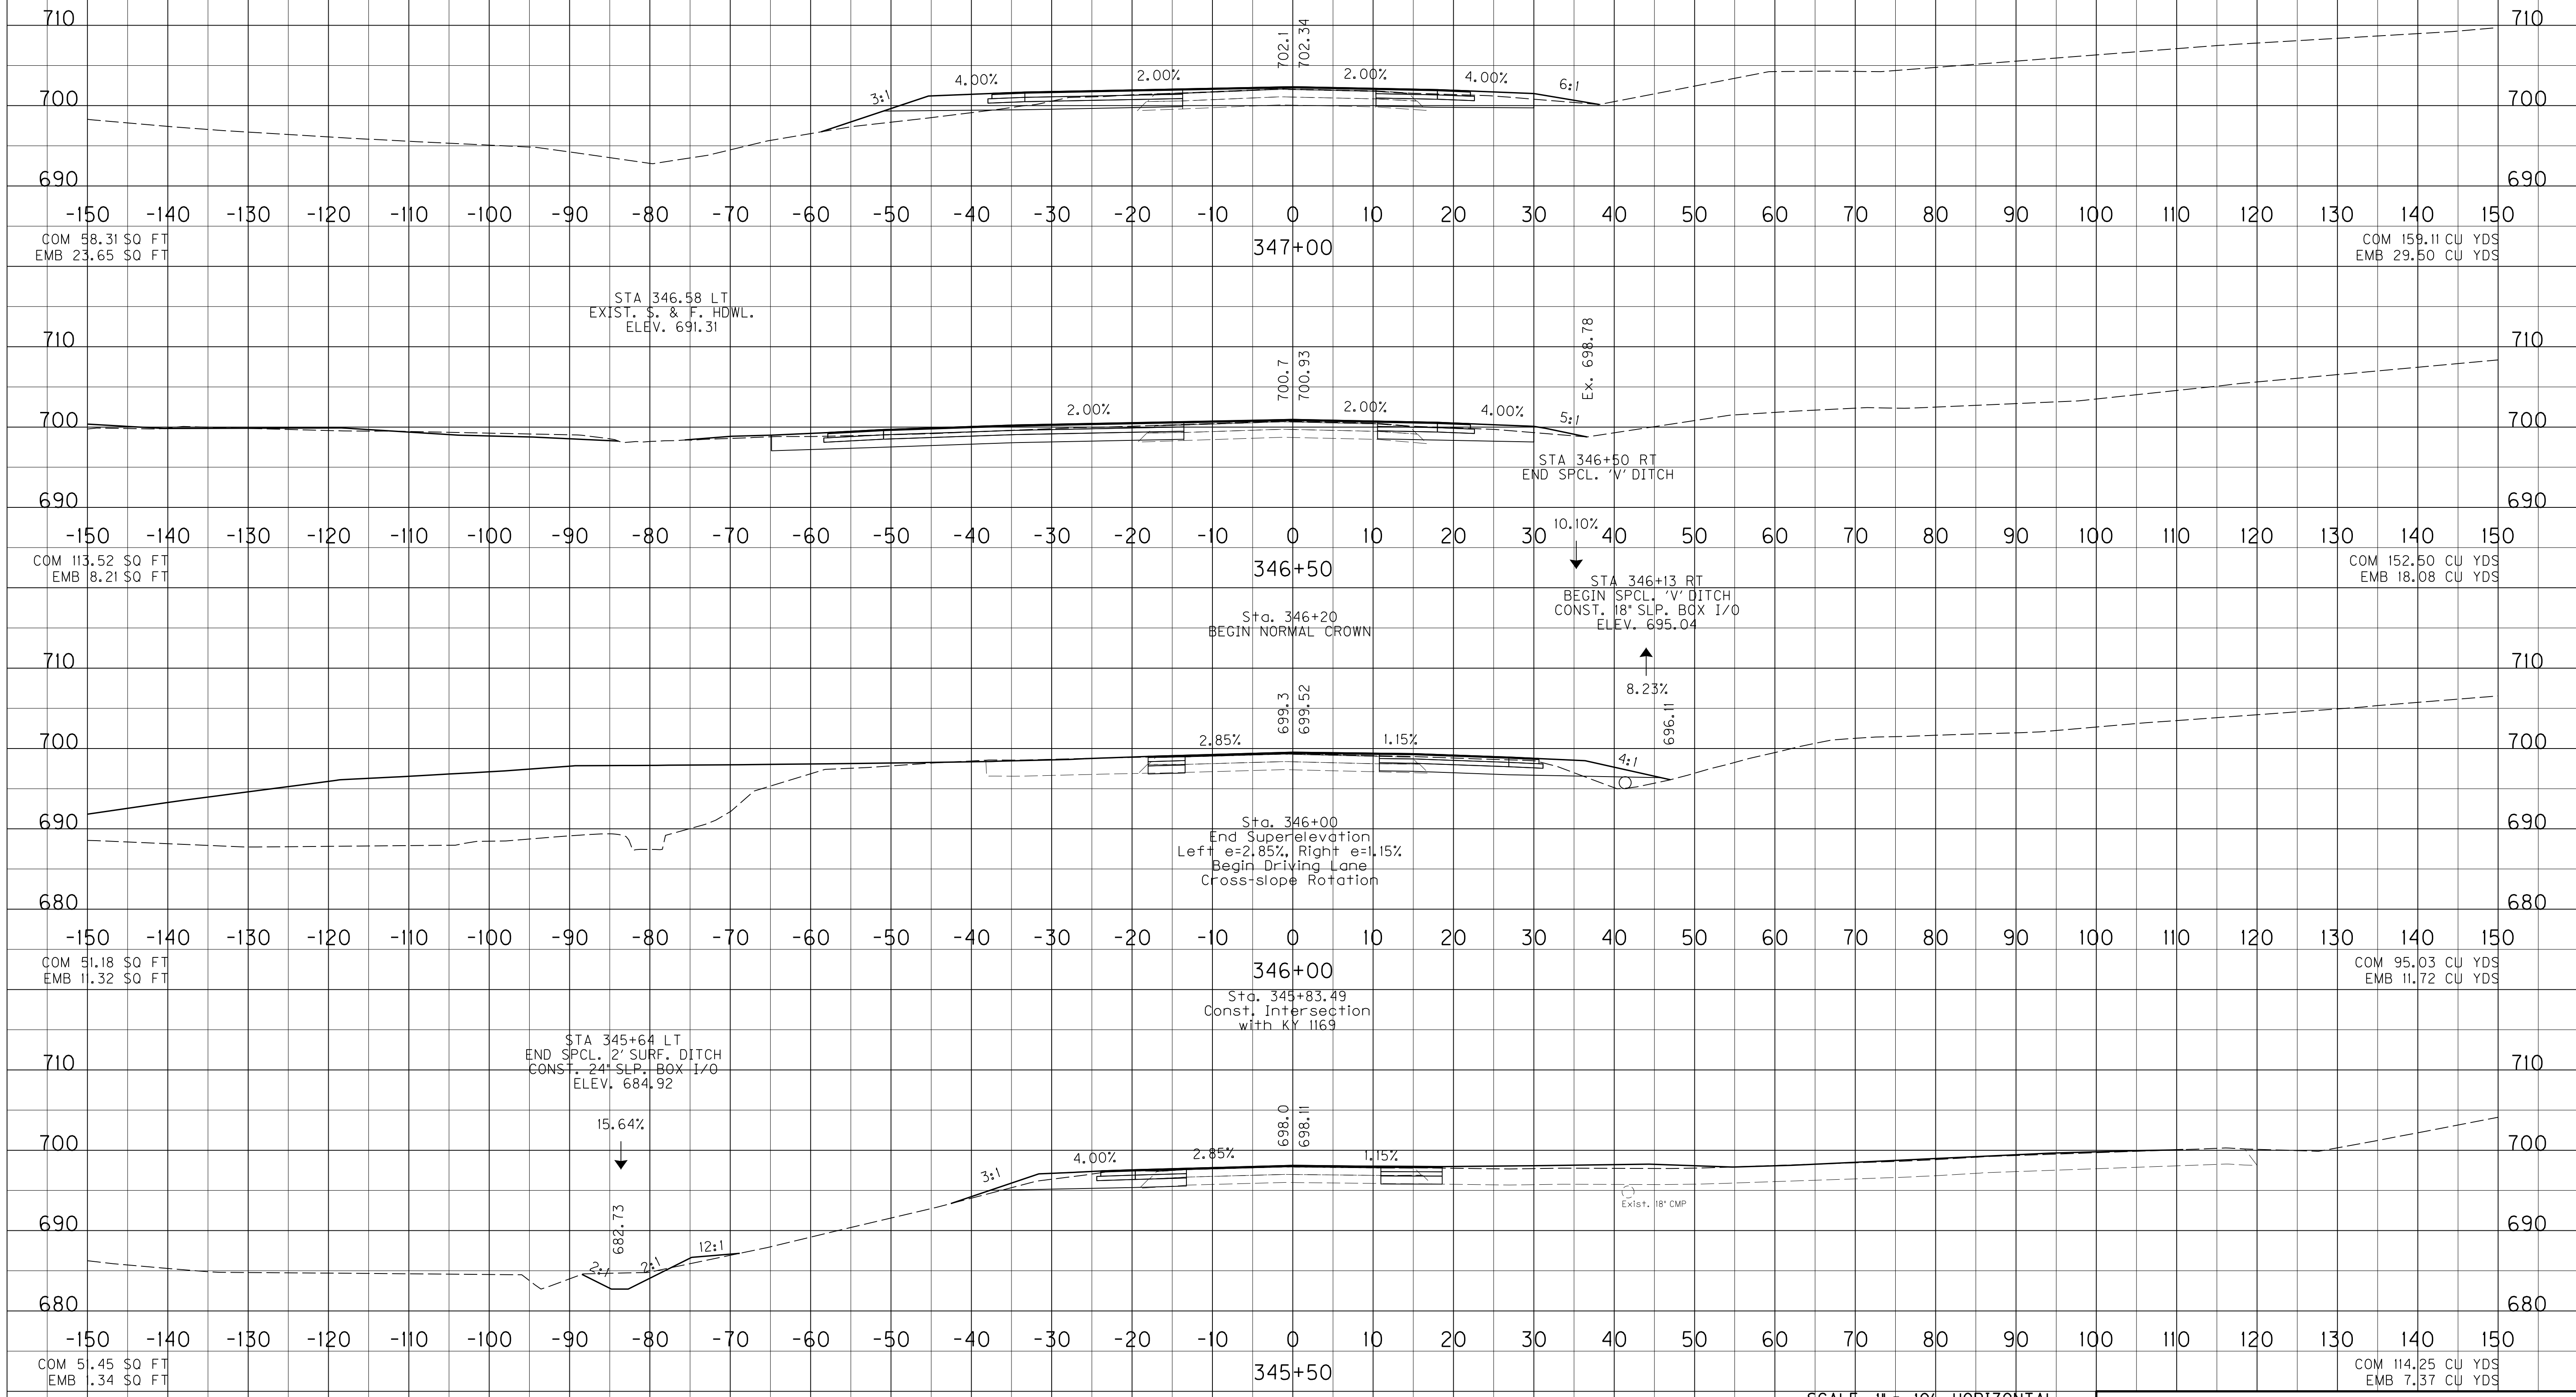 710 710
702.1
702.34
4.00% 2.00% 2.00% 4.00%
3:1 6:1
700 700
690 690
-150 -140 -130 -120 -110 -100 -90 -80 -70 -60 -50 -40 -30 -20 -10 0 10 20 30 40 50 60 70 80 90 100 110 120 130 140 150
COM 58.31 SQ FT
EMB 23.65 SQ FT
347+00
COM 159.11 CU YDS
EMB 29.50 CU YDS
STA 346.58 LT
EXIST. S. & F. HDWL.
ELEV. 691.31
710 710
700.7
700.93
Ex. 698.78
2.00% 2.00% 4.00%
5:1
700 700
STA 346+50 RT
END SPCL. 'V' DITCH
690 690
10.10%
-150 -140 -130 -120 -110 -100 -90 -80 -70 -60 -50 -40 -30 -20 -10 0 10 20 30 40 50 60 70 80 90 100 110 120 130 140 150
COM 113.52 SQ FT
EMB 8.21 SQ FT
346+50
COM 152.50 CU YDS
EMB 18.08 CU YDS
STA 346+13 RT
BEGIN SPCL. 'V' DITCH
CONST. 18" SLP. BOX I/O
ELEV. 695.04
Sta. 346+20
BEGIN NORMAL CROWN
710 710
8.23%
699.3
699.52
696.11
2.85% 1.15%
4:1
700 700
690 690
Sta. 346+00
End Superelevation
Left e=2.85%, Right e=1.15%
Begin Driving Lane
Cross-slope Rotation
680 680
-150 -140 -130 -120 -110 -100 -90 -80 -70 -60 -50 -40 -30 -20 -10 0 10 20 30 40 50 60 70 80 90 100 110 120 130 140 150
COM 51.18 SQ FT
EMB 11.32 SQ FT
346+00
COM 95.03 CU YDS
EMB 11.72 CU YDS
Sta. 345+83.49
Const. Intersection
with KY 1169
STA 345+64 LT
END SPCL. 2' SURF. DITCH
CONST. 24" SLP. BOX I/O
ELEV. 684.92
710 710
15.64%
698.0
698.11
4.00% 2.85% 1.15%
3:1
700 700
Exist. 18" CMP
690 690
682.73
2:1 2:1 12:1
680 680
-150 -140 -130 -120 -110 -100 -90 -80 -70 -60 -50 -40 -30 -20 -10 0 10 20 30 40 50 60 70 80 90 100 110 120 130 140 150
COM 51.45 SQ FT
EMB 1.34 SQ FT
345+50
COM 114.25 CU YDS
EMB 7.37 CU YDS